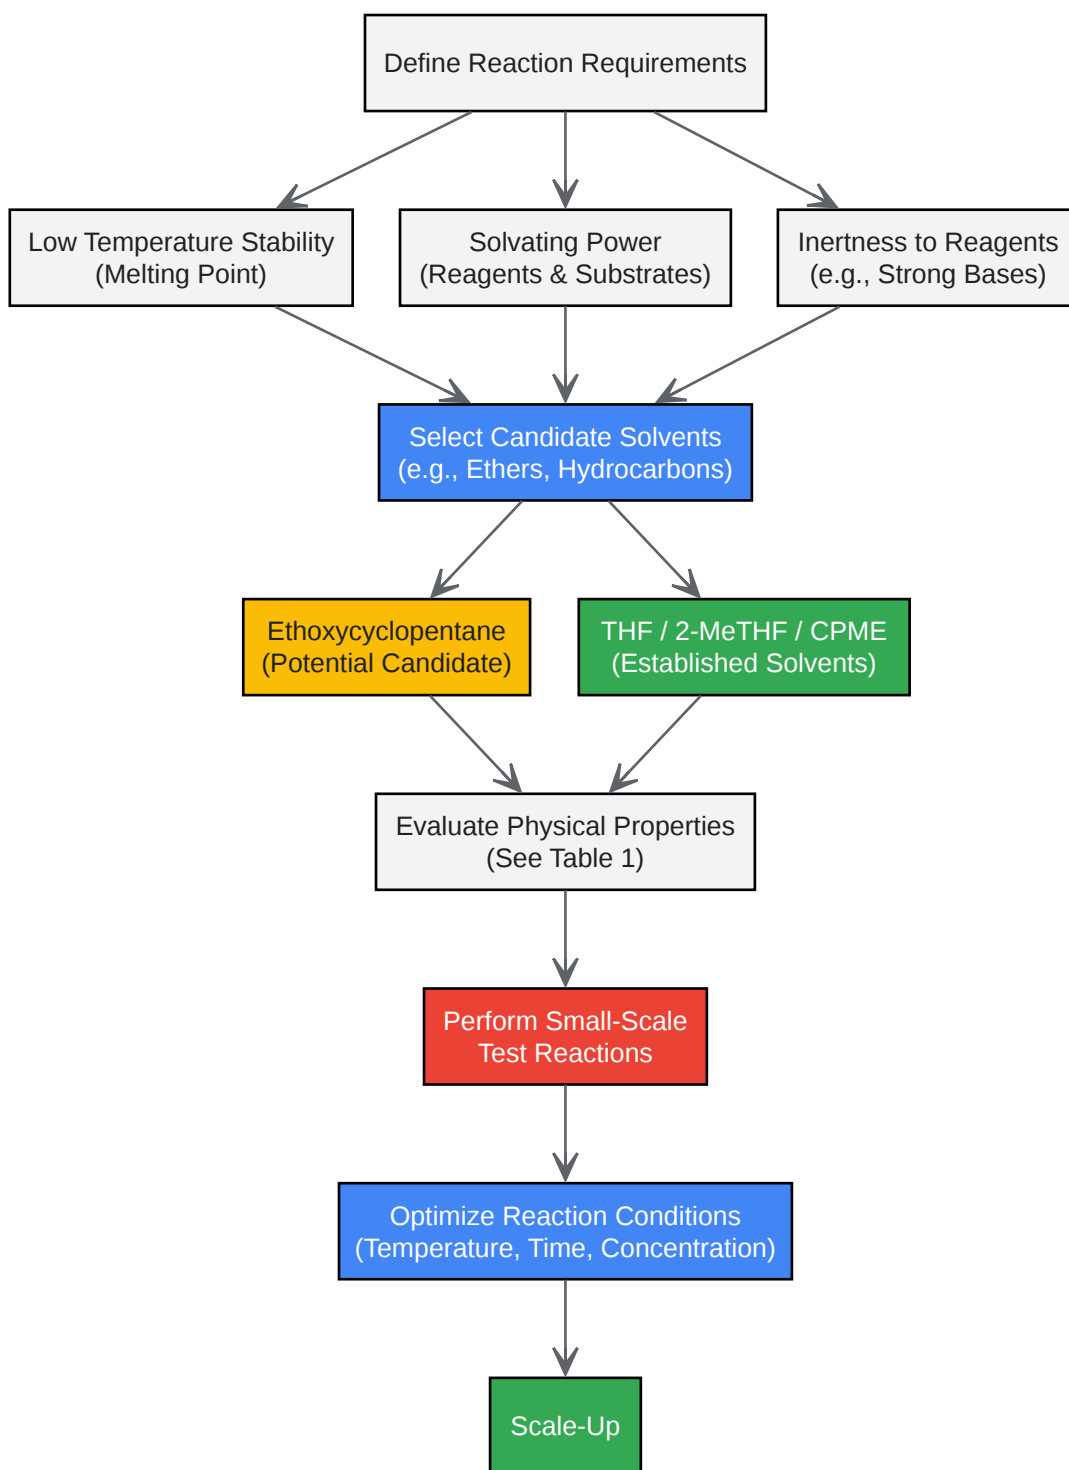 Define Reaction Requirements
Low Temperature Stability
(Melting Point)
Solvating Power
(Reagents & Substrates)
Inertness to Reagents
(e.g., Strong Bases)
Select Candidate Solvents
(e.g., Ethers, Hydrocarbons)
Ethoxycyclopentane
(Potential Candidate)
THF / 2-MeTHF / CPME
(Established Solvents)
Evaluate Physical Properties
(See Table 1)
Perform Small-Scale
Test Reactions
Optimize Reaction Conditions
(Temperature, Time, Concentration)
Scale-Up